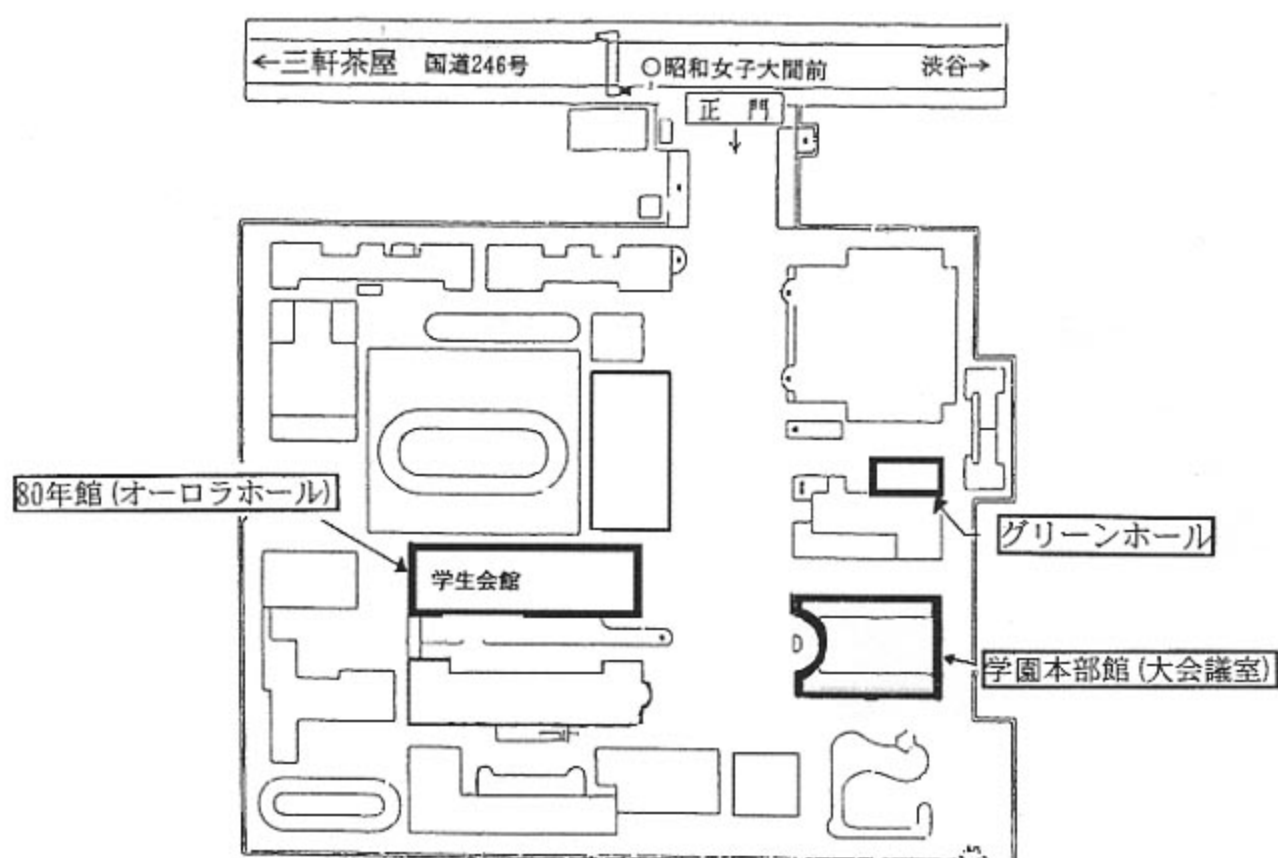 ←三軒茶屋 国道246号 〇昭和女子大間前 渋谷→
正 門
↓
80年館(オーロラホール)
グリーンホール
学生会館
学園本部館(大会議室)